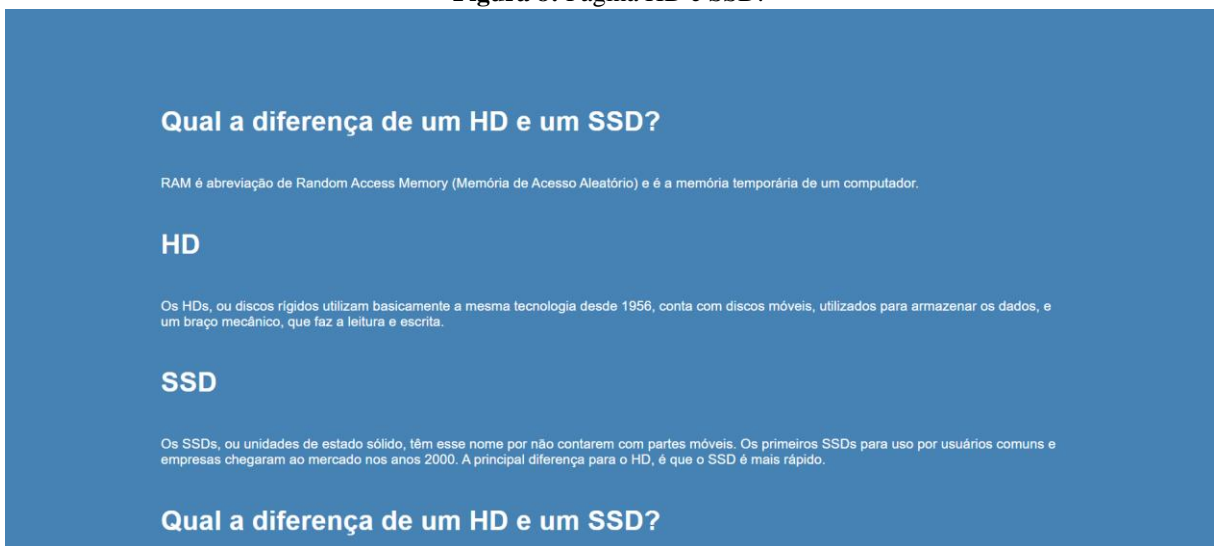 Página HD e SSD.
Qual a diferença de um HD e um SSD?
RAM é abreviação de Random Access Memory (Memória de Acesso Aleatório) e é a memória temporária de um computador.
HD
Os HDs, ou discos rígidos utilizam basicamente a mesma tecnologia desde 1956, conta com discos móveis, utilizados para armazenar os dados, e
um braço mecânico, que faz a leitura e escrita.
SSD
Os SSDs, ou unidades de estado sólido, têm esse nome por não contarem com partes móveis. Os primeiros SSDs para uso por usuários comuns e
empresas chegaram ao mercado nos anos 2000. A principal diferença para o HD, é que o SSD é mais rápido.
Qual a diferença de um HD e um SSD?